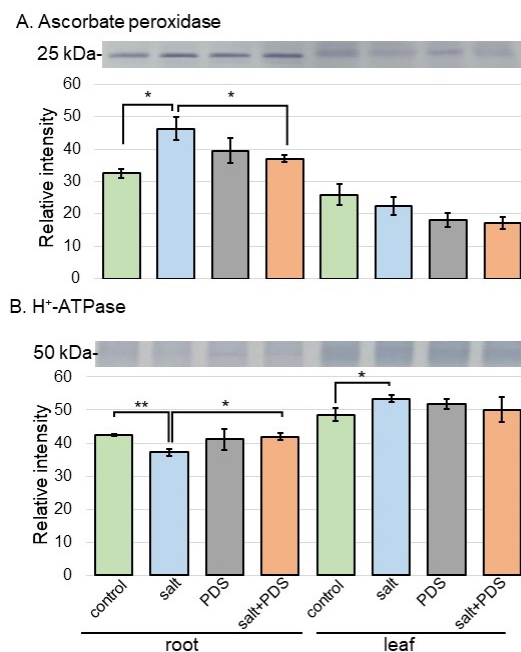 A. Ascorbate peroxidase
25 kDa-
60
50
40
30
20
10
0
Relative intensity
* *
B. H⁺-ATPase
50 kDa-
60
50
40
30
20
10
0
Relative intensity
** * *
control salt PDS salt+PDS control salt PDS salt+PDS
root leaf